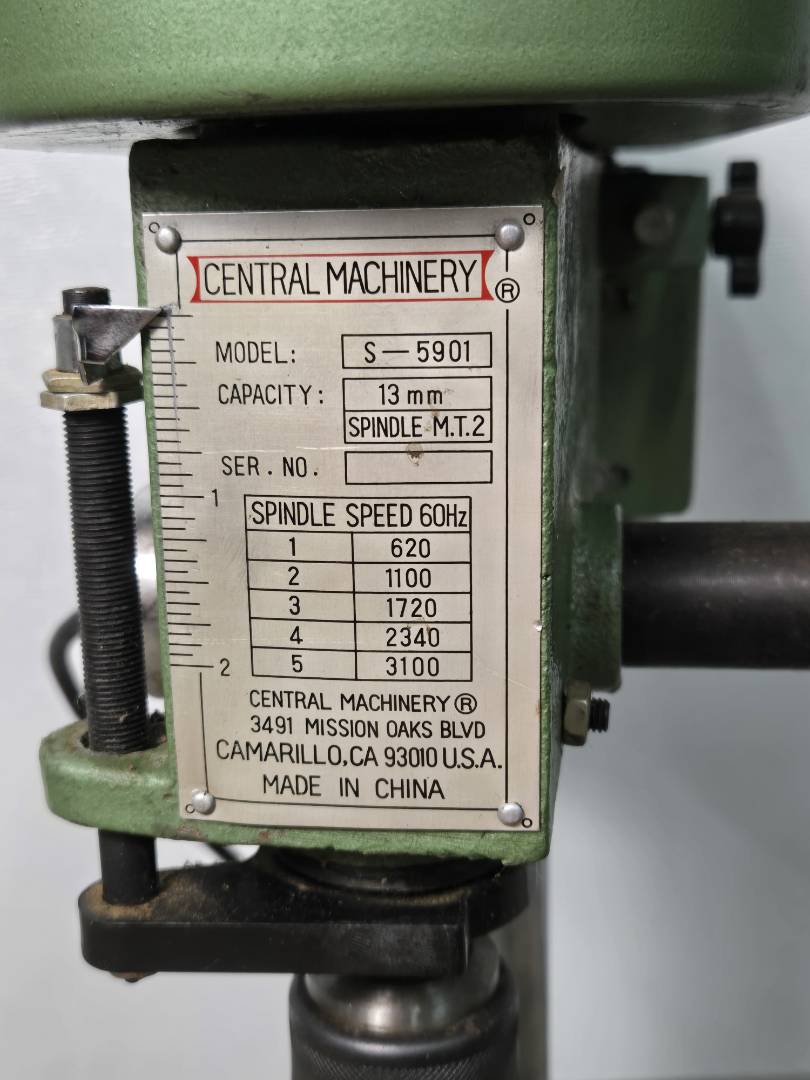 CENTRAL MACHINERY ®
MODEL: S — 5901
CAPACITY: 13 mm
SPINDLE M.T.2
SER. NO.
1
SPINDLE SPEED 60Hz
1 620
2 1100
3 1720
4 2340
5 3100
2
CENTRAL MACHINERY ®
3491 MISSION OAKS BLVD
CAMARILLO,CA 93010 U.S.A.
MADE IN CHINA